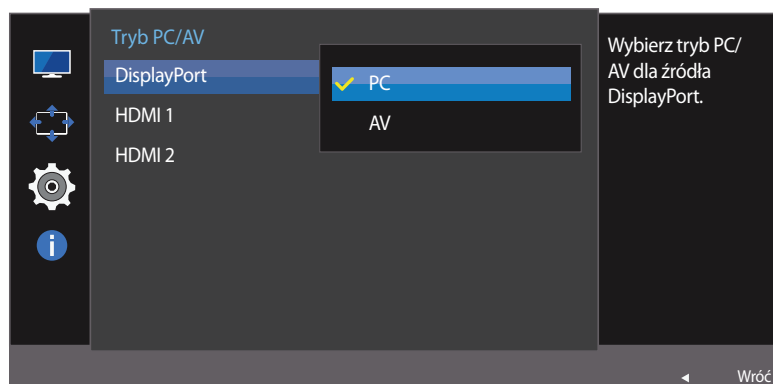 Tryb PC/AV
DisplayPort
HDMI 1
HDMI 2
PC
AV
Wybierz tryb PC/
AV dla źródła
DisplayPort.
Wróć